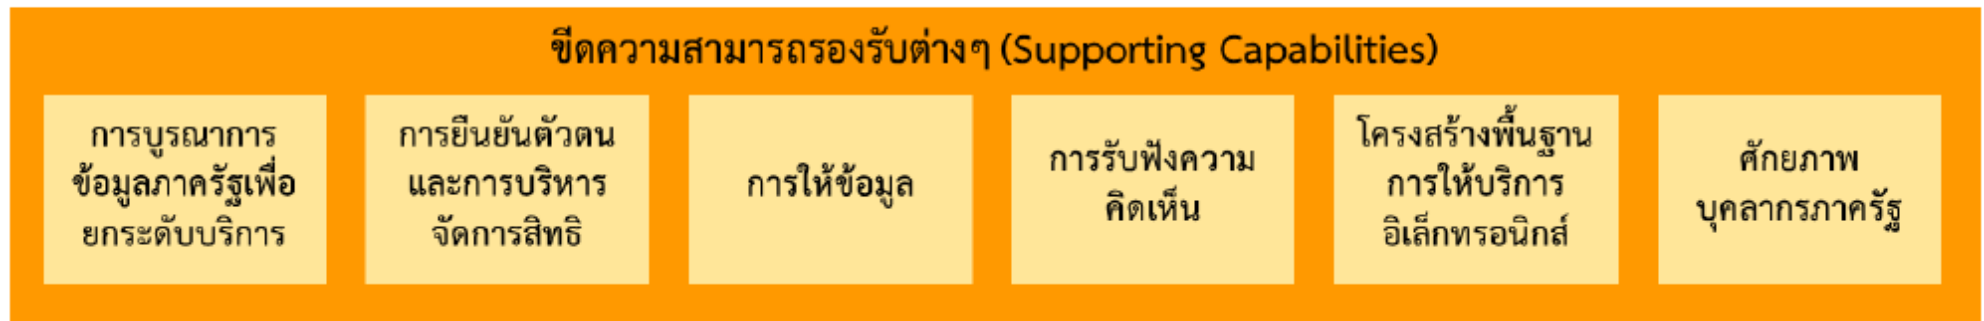 ขีดความสามารถรองรับต่างๆ (Supporting Capabilities)
การบูรณาการ
ข้อมูลภาครัฐเพื่อ
ยกระดับบริการ
การยืนยันตัวตน
และการบริหาร
จัดการสิทธิ
การให้ข้อมูล
การรับฟังความ
คิดเห็น
โครงสร้างพื้นฐาน
การให้บริการ
อิเล็กทรอนิกส์
ศักยภาพ
บุคลากรภาครัฐ